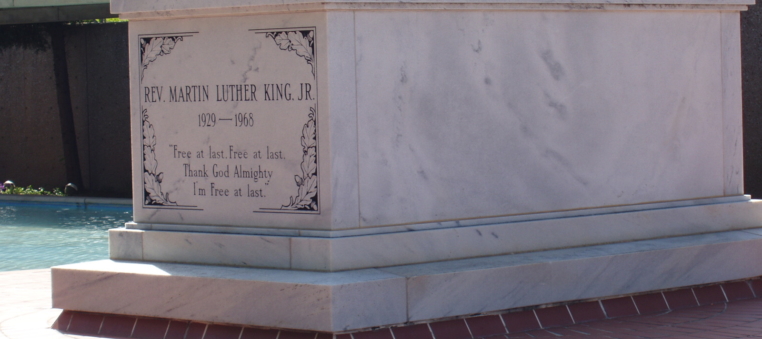 REV. MARTIN LUTHER KING, JR.
1929—1968
"Free at last, Free at last,
Thank God Almighty
I'm Free at last."